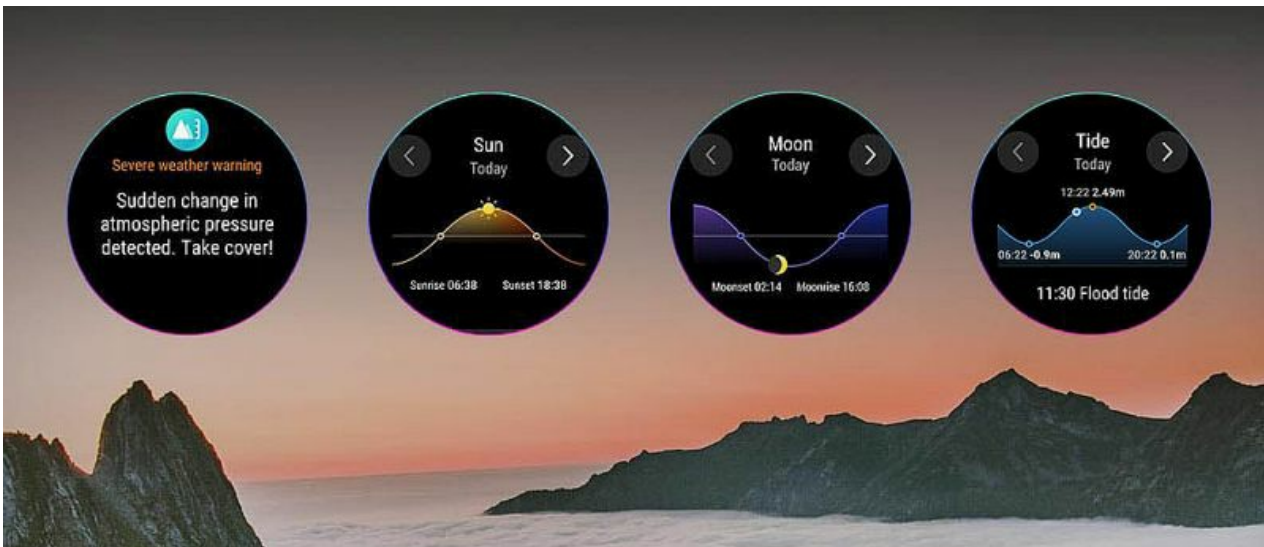 Severe weather warning
Sudden change in
atmospheric pressure
detected. Take cover!
Sun
Today
Sunrise 06:38 Sunset 18:38
Moon
Today
Moonset 02:14 Moonrise 16:08
Tide
Today
12:22 2.49m
06:22 -0.9m 20:22 0.1m
11:30 Flood tide